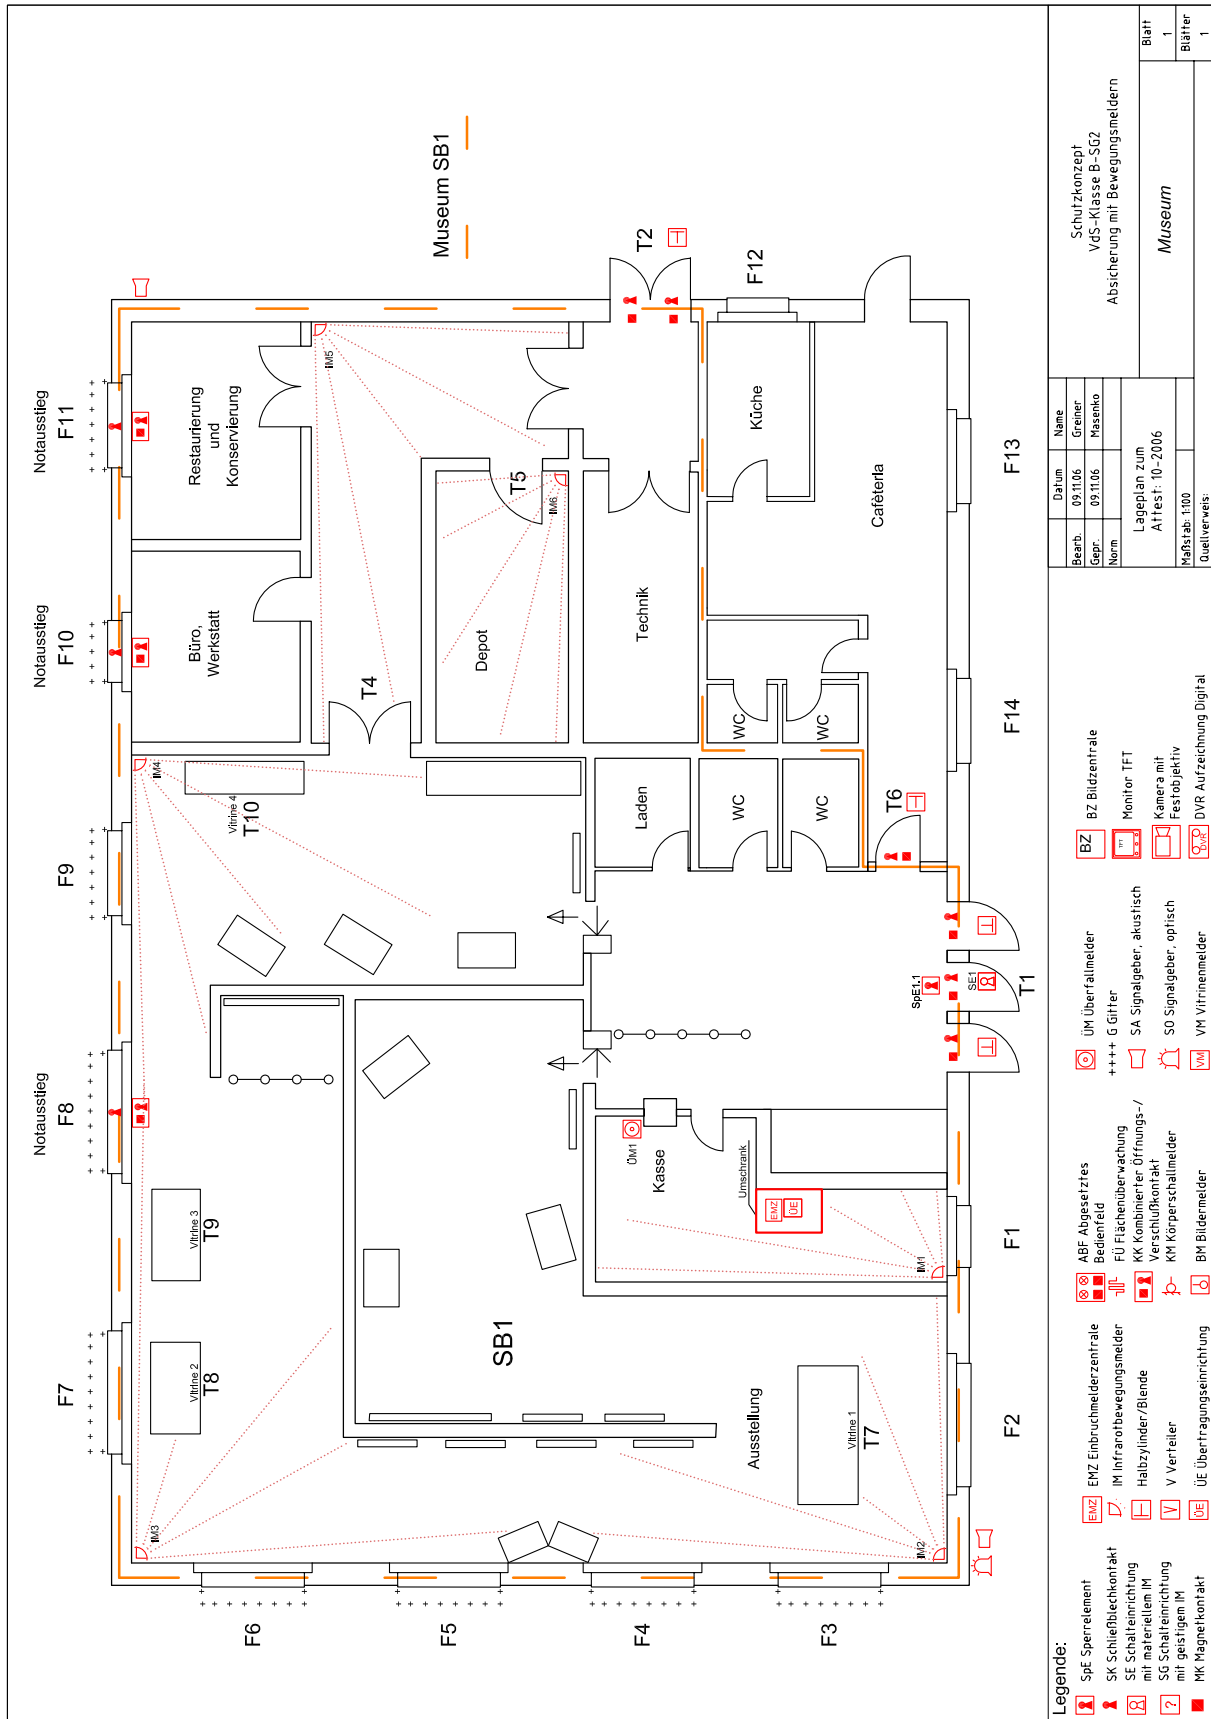 Museum SB1
Notausstieg
F11
Notausstieg
F10
F9
Notausstieg
F8
F7
F6
F5
F4
F3
F2
F1
F14
F13
F12
T2
Restaurierung
und
Konservierung
Büro,
Werkstatt
IM5
T4
T5
IM6
Depot
Technik
Küche
Cafeteria
WC
WC
WC
WC
Laden
T6
IM4
Vitrine 4
T10
Vitrine 3
T9
Vitrine 2
T8
IM3
SB1
Ausstellung
Vitrine 1
T7
IM2
IM1
ÜM1
Kasse
Umschrank
EMZ
ÜE
SpE1.1
SE1
T1
Legende:
SpE Sperrelement
SK Schließblechkontakt
SE Schalteinrichtung
mit materiellem IM
?
SG Schalteinrichtung
mit geistigem IM
MK Magnetkontakt
EMZ
EMZ Einbruchmelderzentrale
IM Infrarotbewegungsmelder
Halbzylinder/Blende
V
V Verteiler
ÜE
ÜE Übertragungseinrichtung
ABF Abgesetztes
Bedienfeld
FÜ Flächenüberwachung
KK Kombinierter Öffnungs-/
Verschlußkontakt
KM Körperschallmelder
BM Bildermelder
ÜM Überfallmelder
++++ G Gitter
SA Signalgeber, akustisch
SO Signalgeber, optisch
VM
VM Vitrinenmelder
BZ
BZ Bildzentrale
TFT
Monitor TFT
Kamera mit
Festobjektiv
DVR
DVR Aufzeichnung Digital
Datum
Name
Bearb.
09.11.06
Greiner
Gepr.
09.11.06
Masenko
Norm
Lageplan zum
Attest: 10-2006
Maßstab: 1:100
Quellverweis:
Schutzkonzept
VdS-Klasse B-SG2
Absicherung mit Bewegungsmeldern
Museum
Blatt
1
Blätter
1